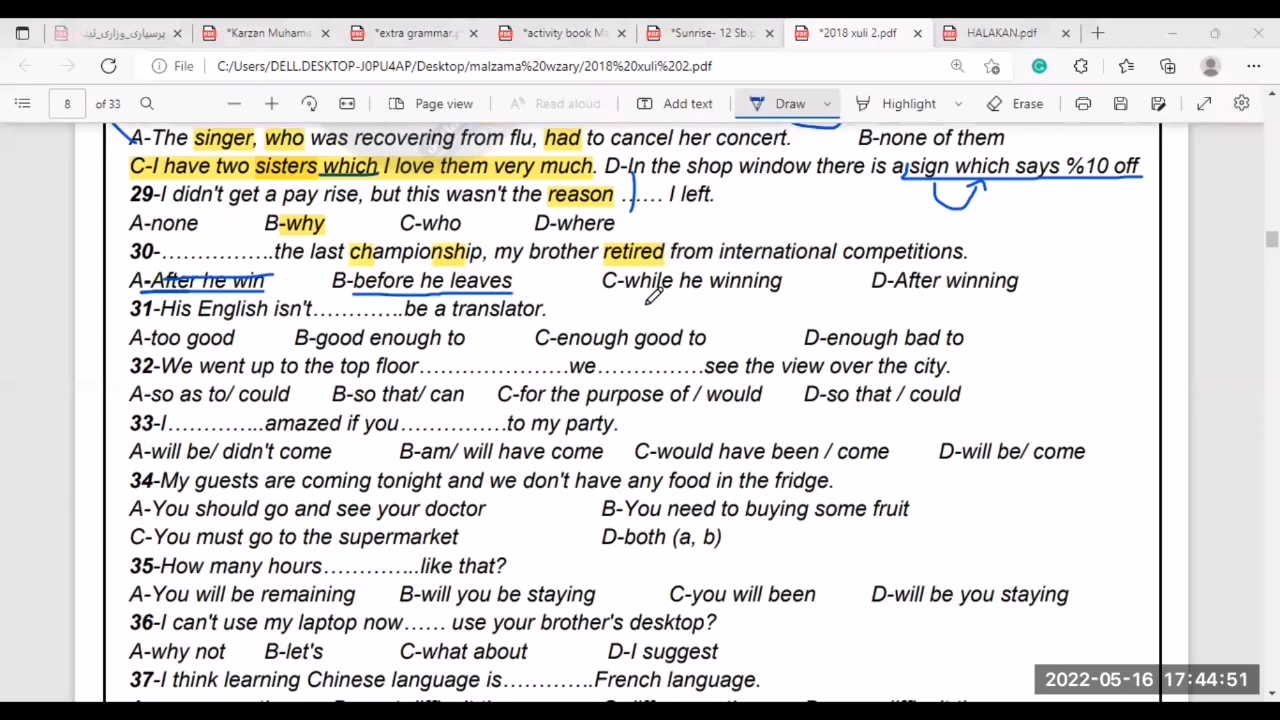 پرسیاری_وزاری_لین
*Karzan Muhama
*extra grammar.p
*activity book Ma
*Sunrise- 12 Sb.p
*2018 xuli 2.pdf
HALAKAN.pdf
File C:/Users/DELL.DESKTOP-J0PU4AP/Desktop/malzama%20wzary/2018%20xuli%202.pdf
8 of 33 Page view Read aloud Add text Draw Highlight Erase
A-The singer, who was recovering from flu, had to cancel her concert. B-none of them
C-I have two sisters which I love them very much. D-In the shop window there is a sign which says %10 off
29-I didn't get a pay rise, but this wasn't the reason ...... I left.
A-none B-why C-who D-where
30-................the last championship, my brother retired from international competitions.
A-After he win B-before he leaves C-while he winning D-After winning
31-His English isn't.............be a translator.
A-too good B-good enough to C-enough good to D-enough bad to
32-We went up to the top floor.....................we...............see the view over the city.
A-so as to/ could B-so that/ can C-for the purpose of / would D-so that / could
33-I..............amazed if you...............to my party.
A-will be/ didn't come B-am/ will have come C-would have been / come D-will be/ come
34-My guests are coming tonight and we don't have any food in the fridge.
A-You should go and see your doctor B-You need to buying some fruit
C-You must go to the supermarket D-both (a, b)
35-How many hours..............like that?
A-You will be remaining B-will you be staying C-you will been D-will be you staying
36-I can't use my laptop now...... use your brother's desktop?
A-why not B-let's C-what about D-I suggest
37-I think learning Chinese language is.............French language.
2022-05-16 17:44:51